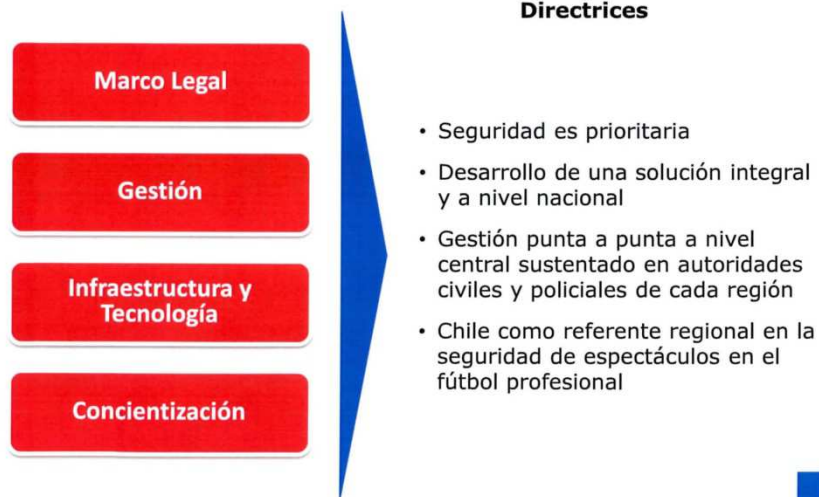 Directrices
Marco Legal
Gestión
Infraestructura y
Tecnología
Concientización
• Seguridad es prioritaria
• Desarrollo de una solución integral
y a nivel nacional
• Gestión punta a punta a nivel
central sustentado en autoridades
civiles y policiales de cada región
• Chile como referente regional en la
seguridad de espectáculos en el
fútbol profesional